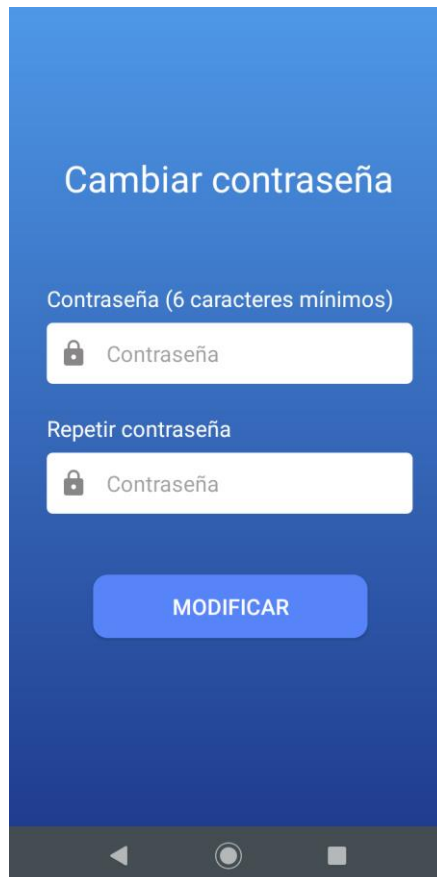 Cambiar contraseña
Contraseña (6 caracteres mínimos)
Contraseña
Repetir contraseña
Contraseña
MODIFICAR